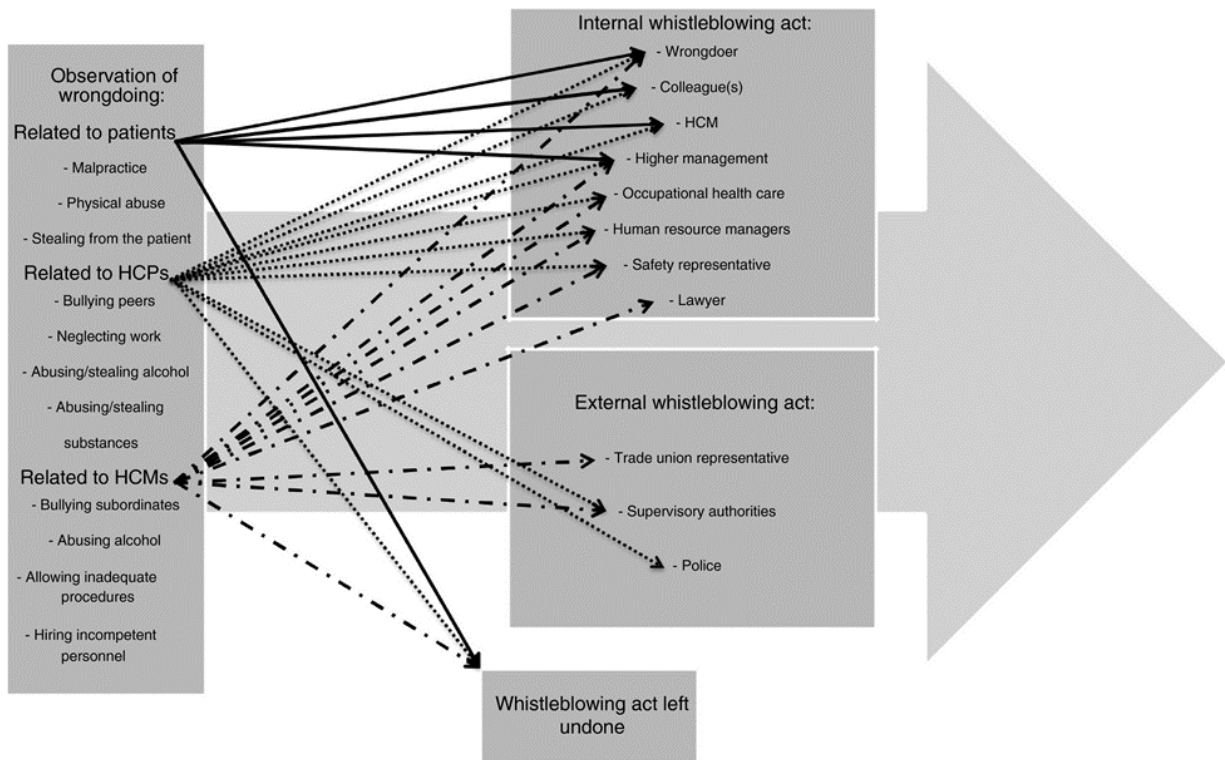 Observation of
wrongdoing:
Related to patients
- Malpractice
- Physical abuse
- Stealing from the patient
Related to HCPs
- Bullying peers
- Neglecting work
- Abusing/stealing alcohol
- Abusing/stealing
substances
Related to HCMs
- Bullying subordinates
- Abusing alcohol
- Allowing inadequate
procedures
- Hiring incompetent
personnel
Internal whistleblowing act:
- Wrongdoer
- Colleague(s)
- HCM
- Higher management
- Occupational health care
- Human resource managers
- Safety representative
- Lawyer
External whistleblowing act:
- Trade union representative
- Supervisory authorities
- Police
Whistleblowing act left
undone